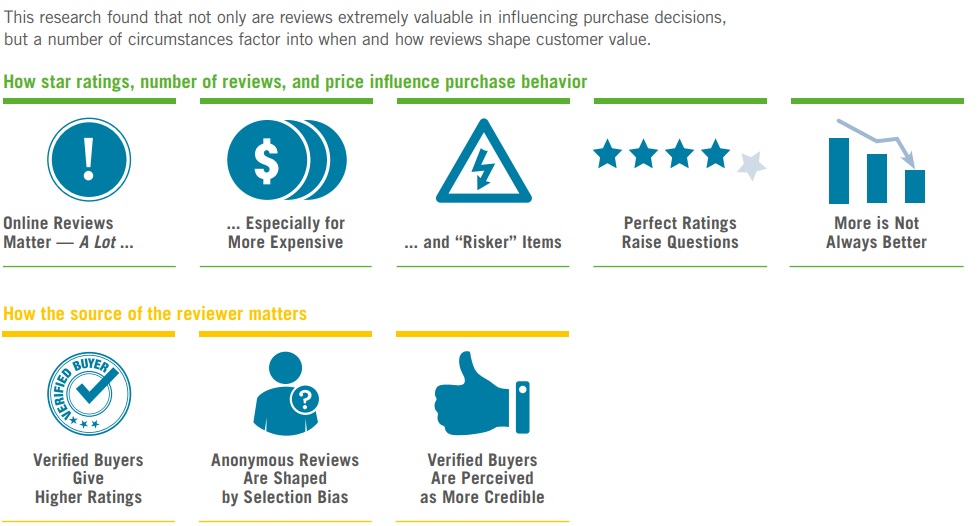 This research found that not only are reviews extremely valuable in influencing purchase decisions,
but a number of circumstances factor into when and how reviews shape customer value.
How star ratings, number of reviews, and price influence purchase behavior
!
$
Online Reviews
Matter — A Lot ...
... Especially for
More Expensive
... and “Risker” Items
Perfect Ratings
Raise Questions
More is Not
Always Better
How the source of the reviewer matters
VERIFIED BUYER
?
Verified Buyers
Give
Higher Ratings
Anonymous Reviews
Are Shaped
by Selection Bias
Verified Buyers
Are Perceived
as More Credible